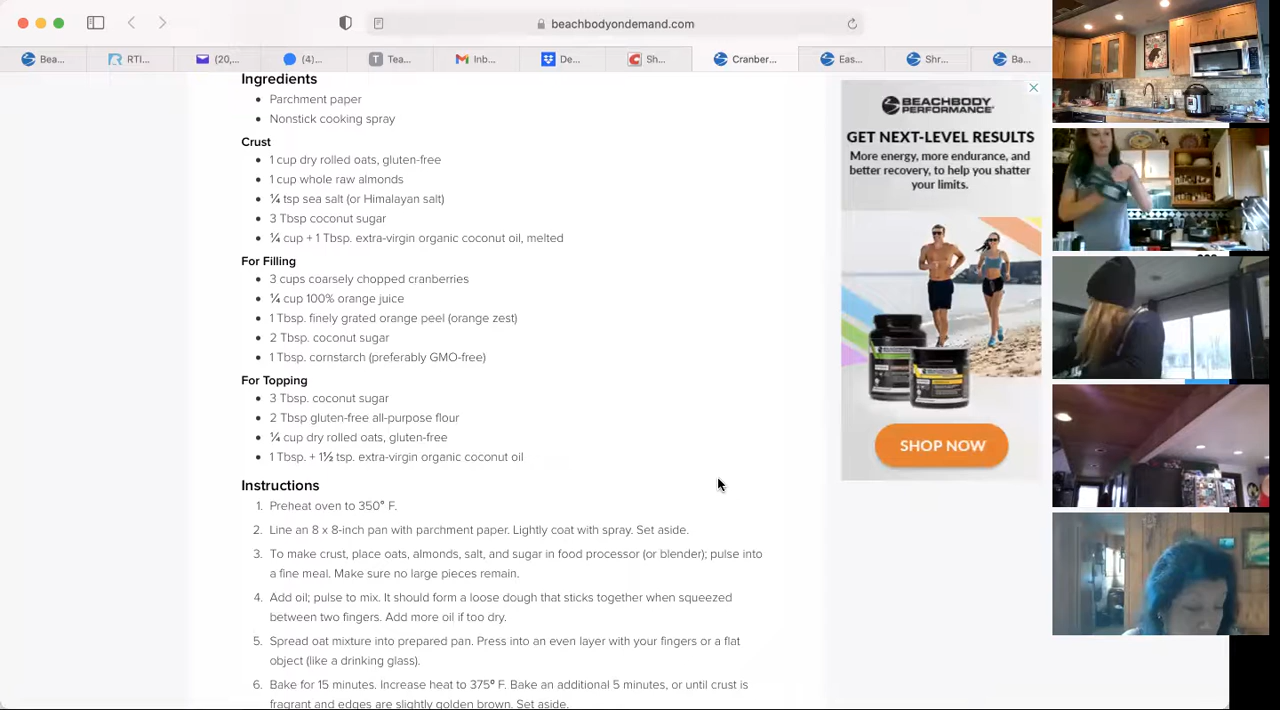 beachbodyondemand.com
Bea...
RTI...
(20,...
(4)...
T
Tea...
Inb...
De...
Sh...
Cranber...
Eas...
Shr...
Ba...
Ingredients
• Parchment paper
• Nonstick cooking spray
Crust
• 1 cup dry rolled oats, gluten-free
• 1 cup whole raw almonds
• ¼ tsp sea salt (or Himalayan salt)
• 3 Tbsp coconut sugar
• ¼ cup + 1 Tbsp. extra-virgin organic coconut oil, melted
For Filling
• 3 cups coarsely chopped cranberries
• ¼ cup 100% orange juice
• 1 Tbsp. finely grated orange peel (orange zest)
• 2 Tbsp. coconut sugar
• 1 Tbsp. cornstarch (preferably GMO-free)
For Topping
• 3 Tbsp. coconut sugar
• 2 Tbsp gluten-free all-purpose flour
• ¼ cup dry rolled oats, gluten-free
• 1 Tbsp. + 1½ tsp. extra-virgin organic coconut oil
Instructions
1. Preheat oven to 350° F.
2. Line an 8 x 8-inch pan with parchment paper. Lightly coat with spray. Set aside.
3. To make crust, place oats, almonds, salt, and sugar in food processor (or blender); pulse into
a fine meal. Make sure no large pieces remain.
4. Add oil; pulse to mix. It should form a loose dough that sticks together when squeezed
between two fingers. Add more oil if too dry.
5. Spread oat mixture into prepared pan. Press into an even layer with your fingers or a flat
object (like a drinking glass).
6. Bake for 15 minutes. Increase heat to 375° F. Bake an additional 5 minutes, or until crust is
fragrant and edges are slightly golden brown. Set aside.
BEACHBODY
PERFORMANCE
GET NEXT-LEVEL RESULTS
More energy, more endurance, and
better recovery, to help you shatter
your limits.
SHOP NOW